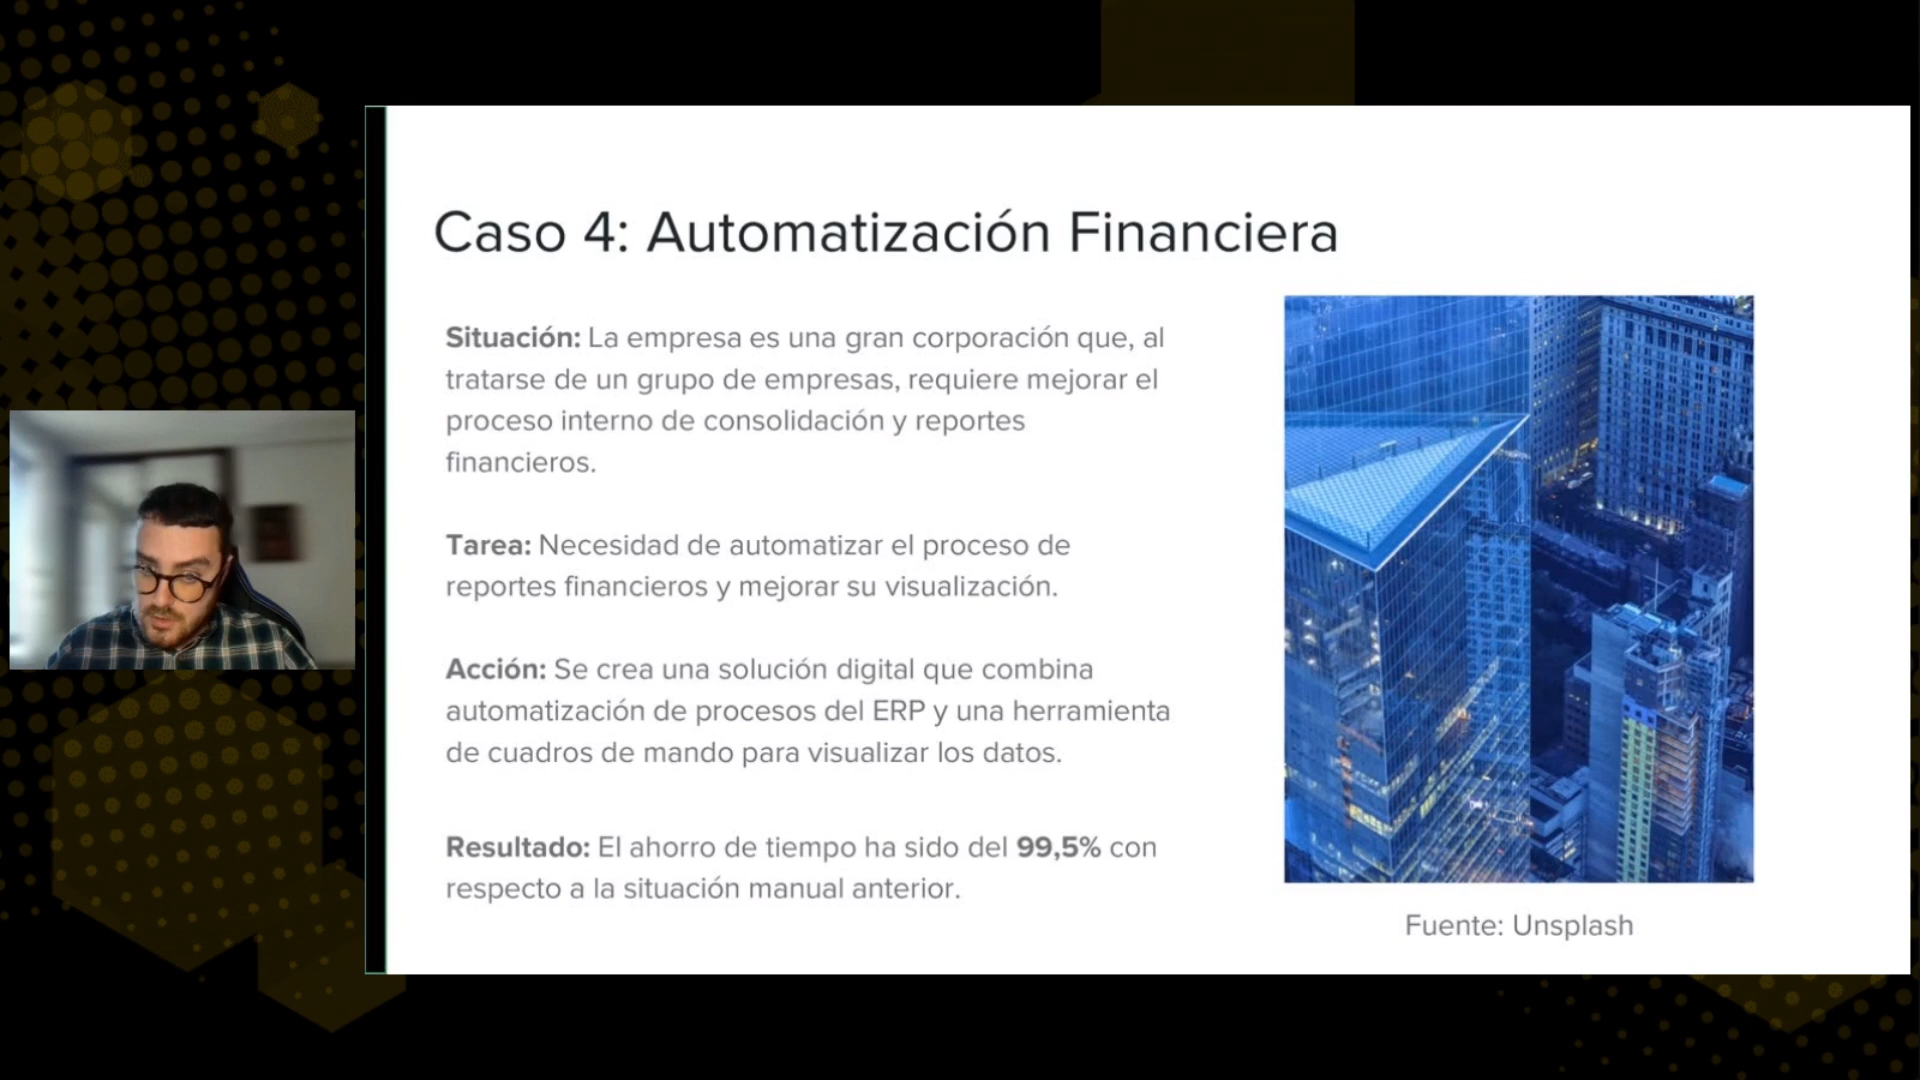 Caso 4: Automatización Financiera
Situación: La empresa es una gran corporación que, al
tratarse de un grupo de empresas, requiere mejorar el
proceso interno de consolidación y reportes
financieros.
Tarea: Necesidad de automatizar el proceso de
reportes financieros y mejorar su visualización.
Acción: Se crea una solución digital que combina
automatización de procesos del ERP y una herramienta
de cuadros de mando para visualizar los datos.
Resultado: El ahorro de tiempo ha sido del 99,5% con
respecto a la situación manual anterior.
Fuente: Unsplash